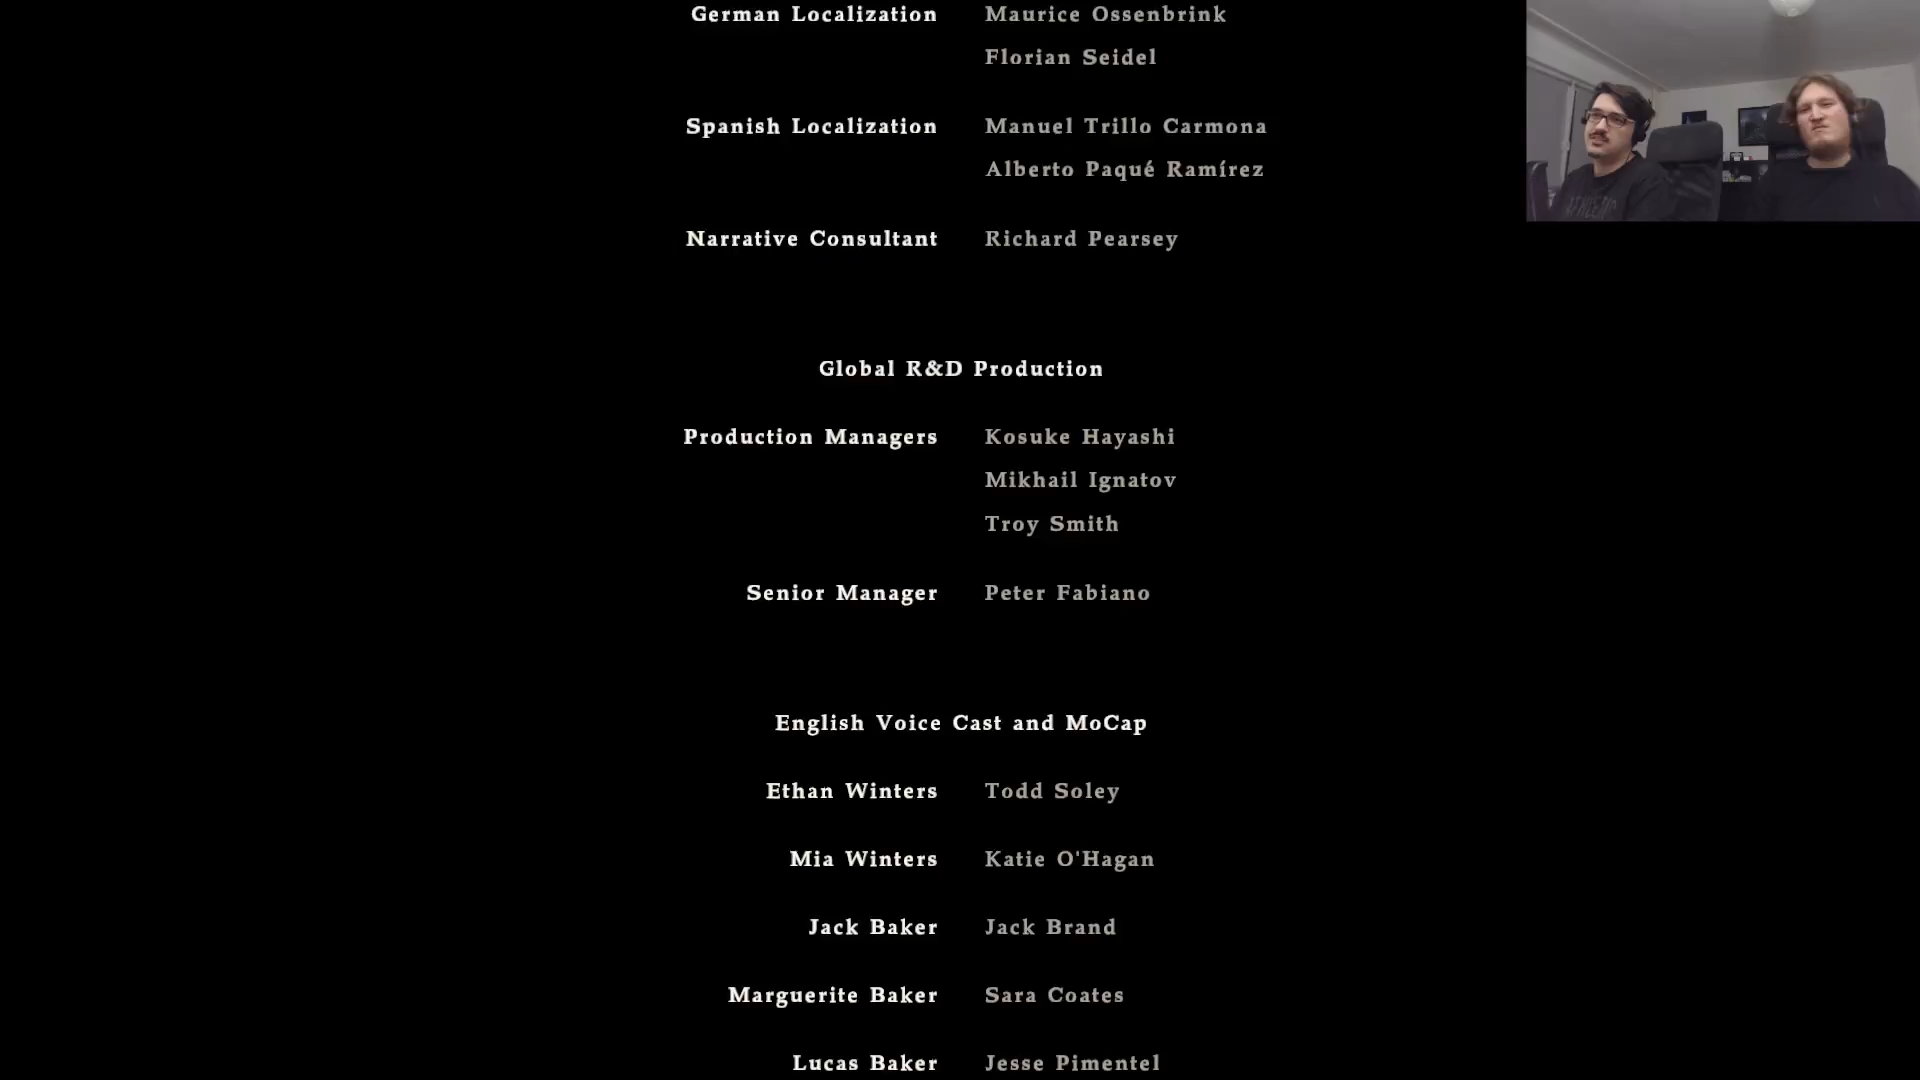 German Localization Maurice Ossenbrink
Florian Seidel
Spanish Localization Manuel Trillo Carmona
Alberto Paqué Ramírez
Narrative Consultant Richard Pearsey
Global R&D Production
Production Managers Kosuke Hayashi
Mikhail Ignatov
Troy Smith
Senior Manager Peter Fabiano
English Voice Cast and MoCap
Ethan Winters Todd Soley
Mia Winters Katie O'Hagan
Jack Baker Jack Brand
Marguerite Baker Sara Coates
Lucas Baker Jesse Pimentel